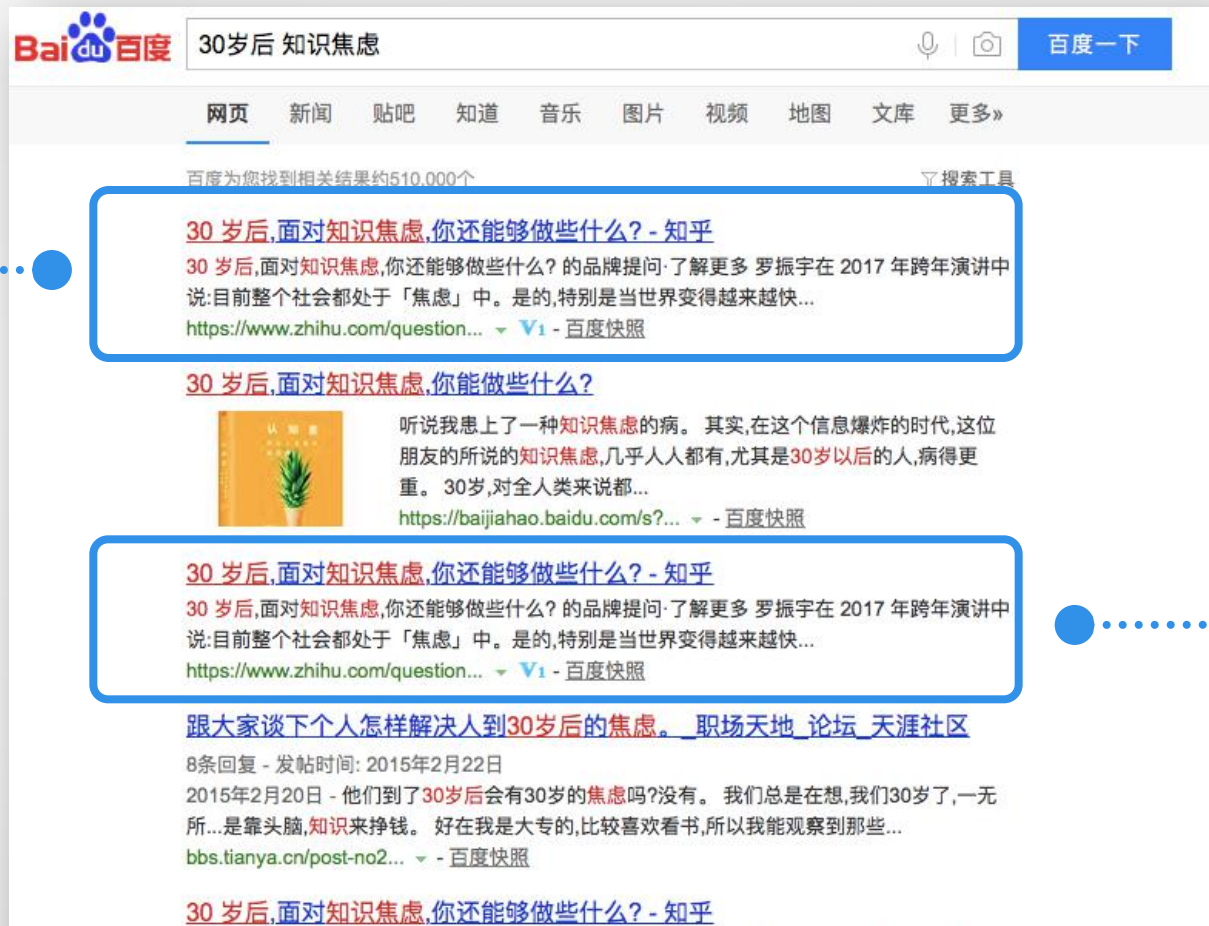 Bai du 百度 30岁后 知识焦虑 百度一下
网页 新闻 贴吧 知道 音乐 图片 视频 地图 文库 更多»
百度为您找到相关结果约510,000个 搜索工具
30 岁后,面对知识焦虑,你还能够做些什么? - 知乎
30 岁后,面对知识焦虑,你还能够做些什么? 的品牌提问·了解更多 罗振宇在 2017 年跨年演讲中
说:目前整个社会都处于「焦虑」中。是的,特别是当世界变得越来越快...
https://www.zhihu.com/question... V1 - 百度快照
30 岁后,面对知识焦虑,你能做些什么?
认知
听说我患上了一种知识焦虑的病。 其实,在这个信息爆炸的时代,这位
朋友的所说的知识焦虑,几乎人人都有,尤其是30岁以后的人,病得更
重。 30岁,对全人类来说都...
https://baijiahao.baidu.com/s?... - 百度快照
30 岁后,面对知识焦虑,你还能够做些什么? - 知乎
30 岁后,面对知识焦虑,你还能够做些什么? 的品牌提问·了解更多 罗振宇在 2017 年跨年演讲中
说:目前整个社会都处于「焦虑」中。是的,特别是当世界变得越来越快...
https://www.zhihu.com/question... V1 - 百度快照
跟大家谈下个人怎样解决人到30岁后的焦虑。_职场天地_论坛_天涯社区
8条回复 - 发帖时间: 2015年2月22日
2015年2月20日 - 他们到了30岁后会有30岁的焦虑吗?没有。 我们总是在想,我们30岁了,一无
所...是靠头脑,知识来挣钱。 好在我是大专的,比较喜欢看书,所以我能观察到那些...
bbs.tianya.cn/post-no2... - 百度快照
30 岁后,面对知识焦虑,你还能够做些什么? - 知乎